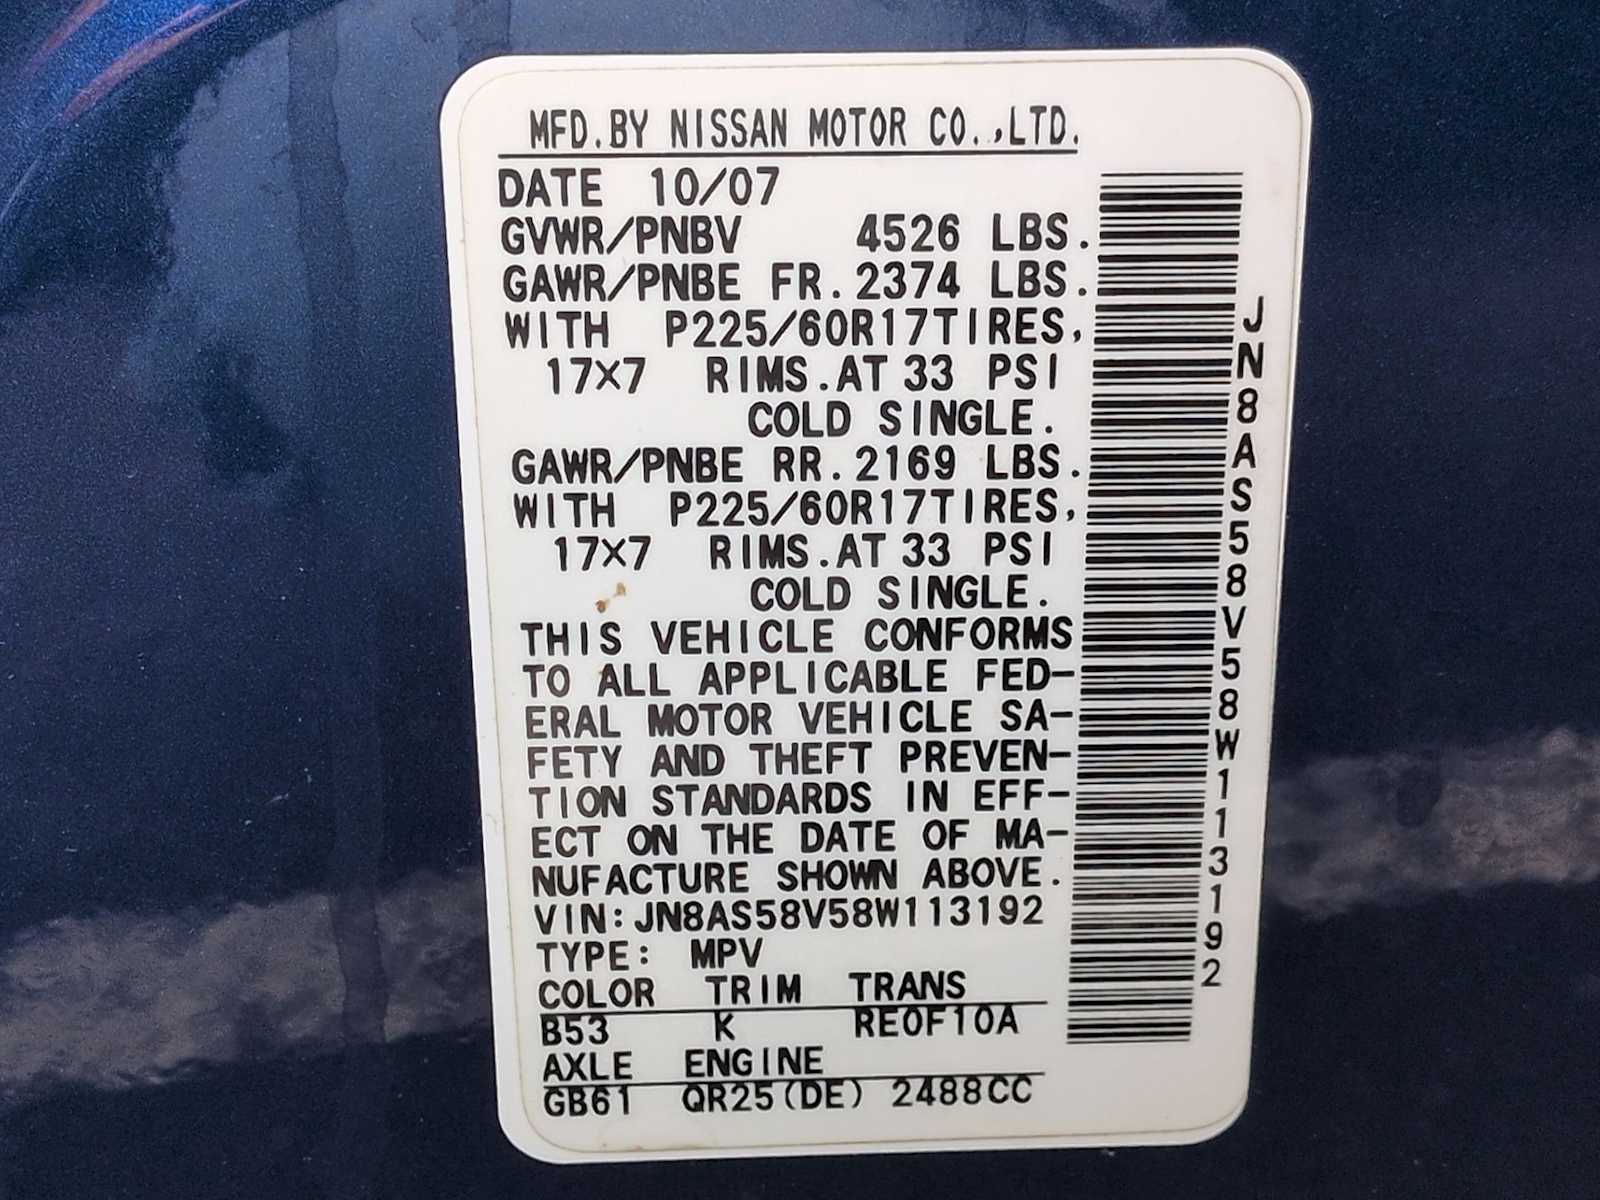 MFD.BY NISSAN MOTOR CO.,LTD.
DATE 10/07
GVWR/PNBV 4526 LBS.
GAWR/PNBE FR.2374 LBS.
WITH P225/60R17TIRES,
17×7 RIMS.AT 33 PSI
COLD SINGLE.
GAWR/PNBE RR.2169 LBS.
WITH P225/60R17TIRES,
17×7 RIMS.AT 33 PSI
COLD SINGLE.
THIS VEHICLE CONFORMS
TO ALL APPLICABLE FED-
ERAL MOTOR VEHICLE SA-
FETY AND THEFT PREVEN-
TION STANDARDS IN EFF-
ECT ON THE DATE OF MA-
NUFACTURE SHOWN ABOVE.
VIN:JN8AS58V58W113192
TYPE: MPV
COLOR TRIM TRANS
B53 K RE0F10A
AXLE ENGINE
GB61 QR25(DE) 2488CC
JN8AS58V58W113192